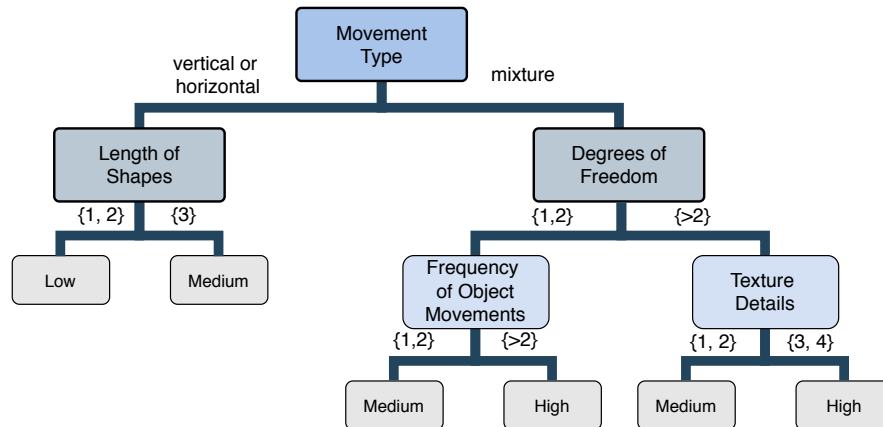 Movement
Type
vertical or
horizontal
mixture
Length of
Shapes
Degrees of
Freedom
{1, 2}
{3}
{1,2}
{>2}
Low
Medium
Frequency
of Object
Movements
Texture
Details
{1,2}
{>2}
{1, 2}
{3, 4}
Medium
High
Medium
High